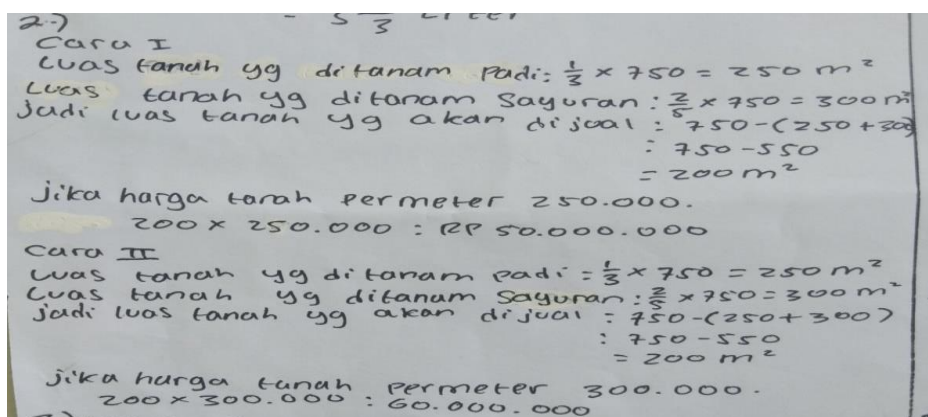 2.)
Cara I
Luas tanah yg ditanam padi: 1/3 × 750 = 250 m²
Luas tanah yg ditanam sayuran: 2/5 × 750 = 300 m²
Jadi luas tanah yg akan dijual : 750-(250+300)
: 750-550
= 200 m²
Jika harga tanah permeter 250.000.
200 × 250.000 : RP 50.000.000
Cara II
Luas tanah yg ditanam padi = 1/3 × 750 = 250 m²
Luas tanah yg ditanam sayuran: 2/5 × 750 = 300 m²
jadi luas tanah yg akan dijual = 750-(250+300)
: 750-550
= 200 m²
jika harga tanah permeter 300.000.
200 × 300.000 : 60.000.000